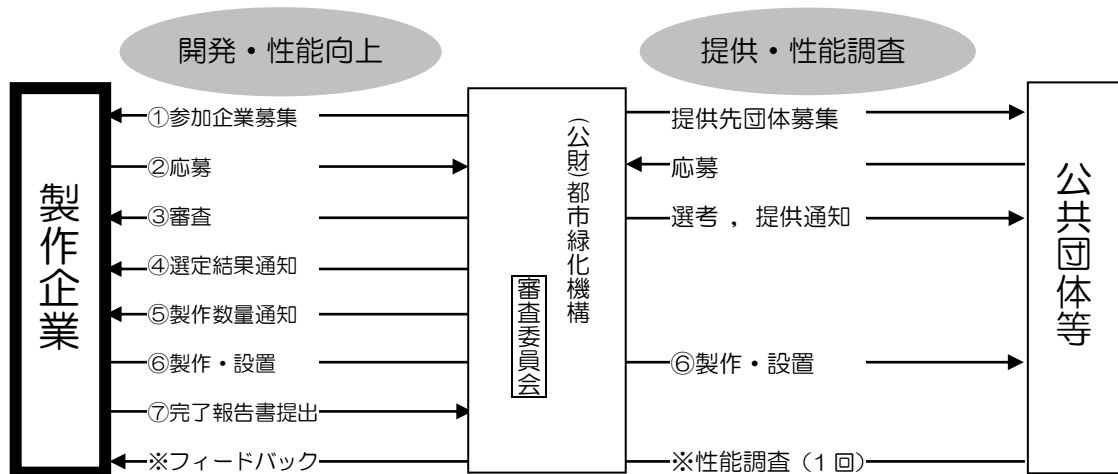 開発・性能向上
提供・性能調査
製作企業
①参加企業募集
②応募
③審査
④選定結果通知
⑤製作数量通知
⑥製作・設置
⑦完了報告書提出
※フィードバック
(公財)都市緑化機構
審査委員会
提供先団体募集
応募
選考 , 提供通知
⑥製作・設置
※性能調査（1回）
公共団体等